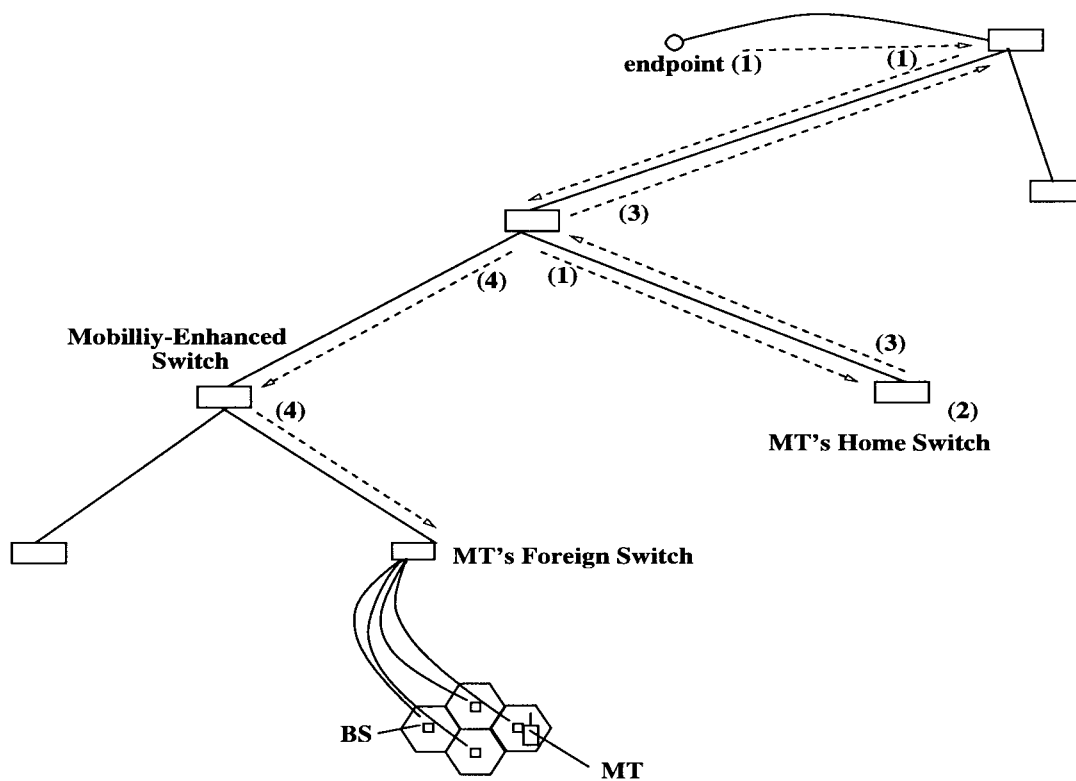 endpoint (1)
(1)
(3)
(4)
(1)
Mobilliy-Enhanced
Switch
(3)
(4)
(2)
MT's Home Switch
MT's Foreign Switch
BS
MT